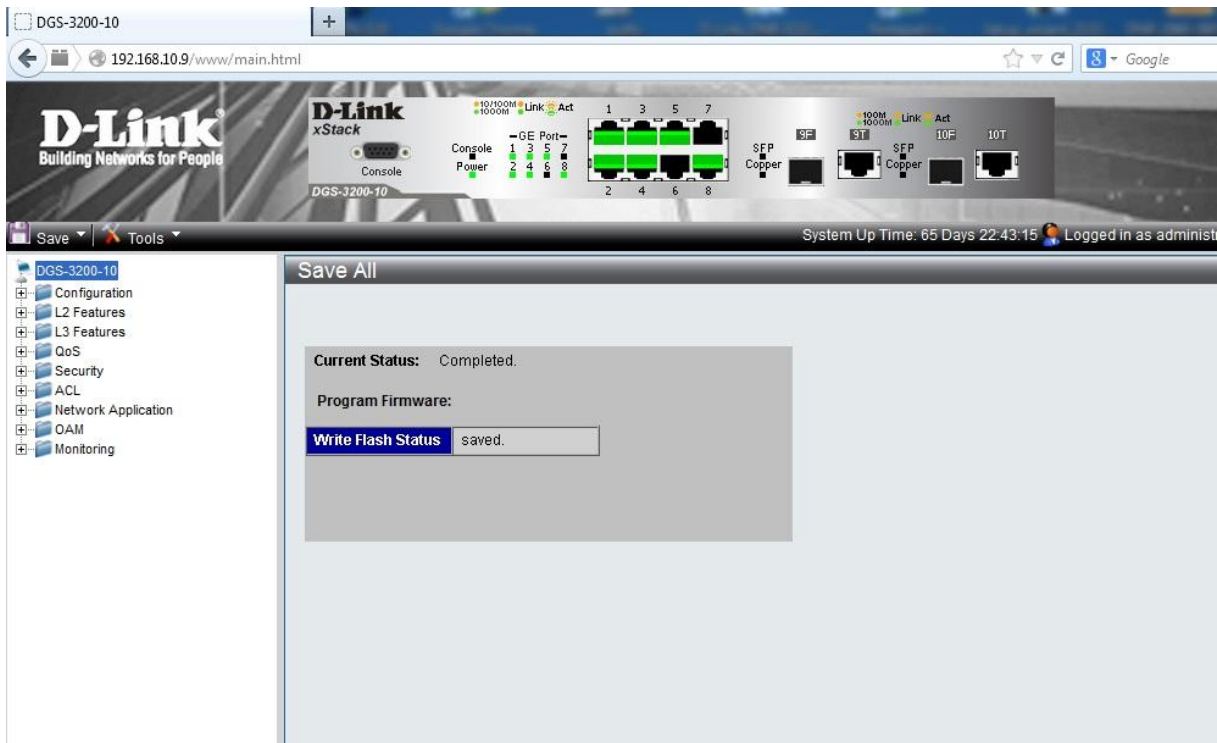 DGS-3200-10 +
192.168.10.9/www/main.html Google
D-Link
Building Networks for People
D-Link
xStack
Console
DGS-3200-10
10/100M 1000M Link Act
GE Port
Console 1 3 5 7
Power 2 4 6 8
1 3 5 7
2 4 6 8
100M 1000M Link Act
9F 9T 10F 10T
SFP SFP
Copper Copper
Save Tools System Up Time: 65 Days 22:43:15 Logged in as administ
DGS-3200-10
Configuration
L2 Features
L3 Features
QoS
Security
ACL
Network Application
OAM
Monitoring
Save All
Current Status: Completed.
Program Firmware:
Write Flash Status saved.